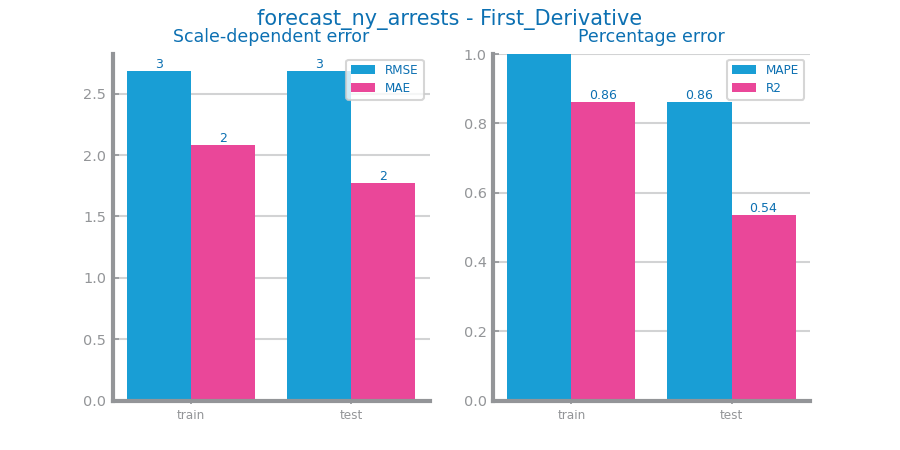 forecast_ny_arrests - First_Derivative
Scale-dependent error
3
3
2
2
RMSE
MAE
2.5
2.0
1.5
1.0
0.5
0.0
train
test
Percentage error
MAPE
R2
0.86
0.86
0.54
1.0
0.8
0.6
0.4
0.2
0.0
train
test